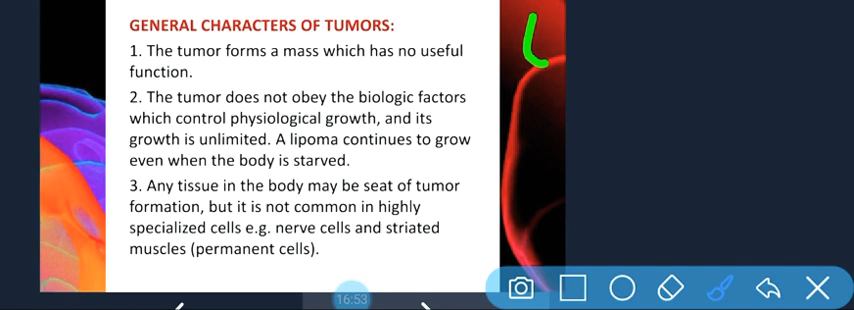 GENERAL CHARACTERS OF TUMORS:
1. The tumor forms a mass which has no useful
function.
2. The tumor does not obey the biologic factors
which control physiological growth, and its
growth is unlimited. A lipoma continues to grow
even when the body is starved.
3. Any tissue in the body may be seat of tumor
formation, but it is not common in highly
specialized cells e.g. nerve cells and striated
muscles (permanent cells).
16:53